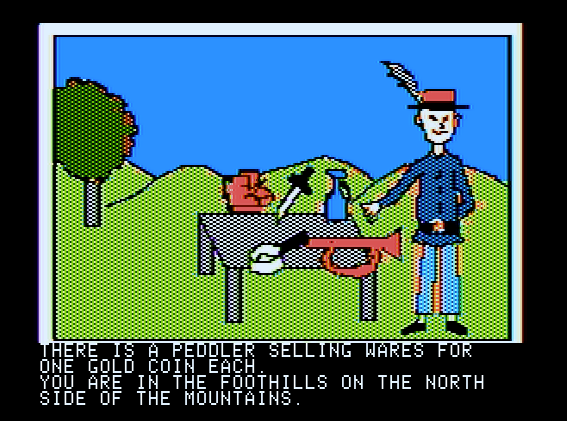 THERE IS A PEDDLER SELLING WARES FOR
ONE GOLD COIN EACH.
YOU ARE IN THE FOOTHILLS ON THE NORTH
SIDE OF THE MOUNTAINS.